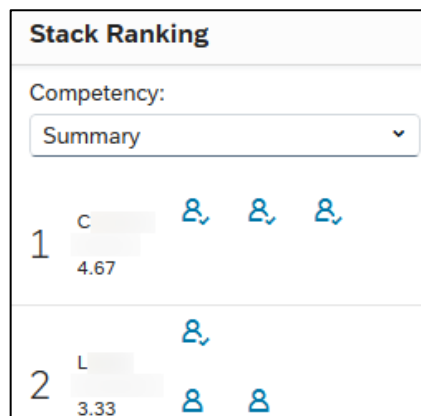 Stack Ranking
Competency:
Summary
1
C
4.67
2
L
3.33